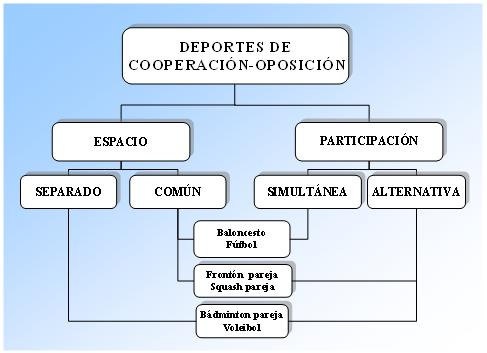 DEPORTES DE
COOPERACIÓN-OPOSICIÓN
ESPACIO
PARTICIPACIÓN
SEPARADO
COMÚN
SIMULTÁNEA
ALTERNATIVA
Baloncesto
Fútbol
Frontón pareja
Squash pareja
Bádminton pareja
Voleibol